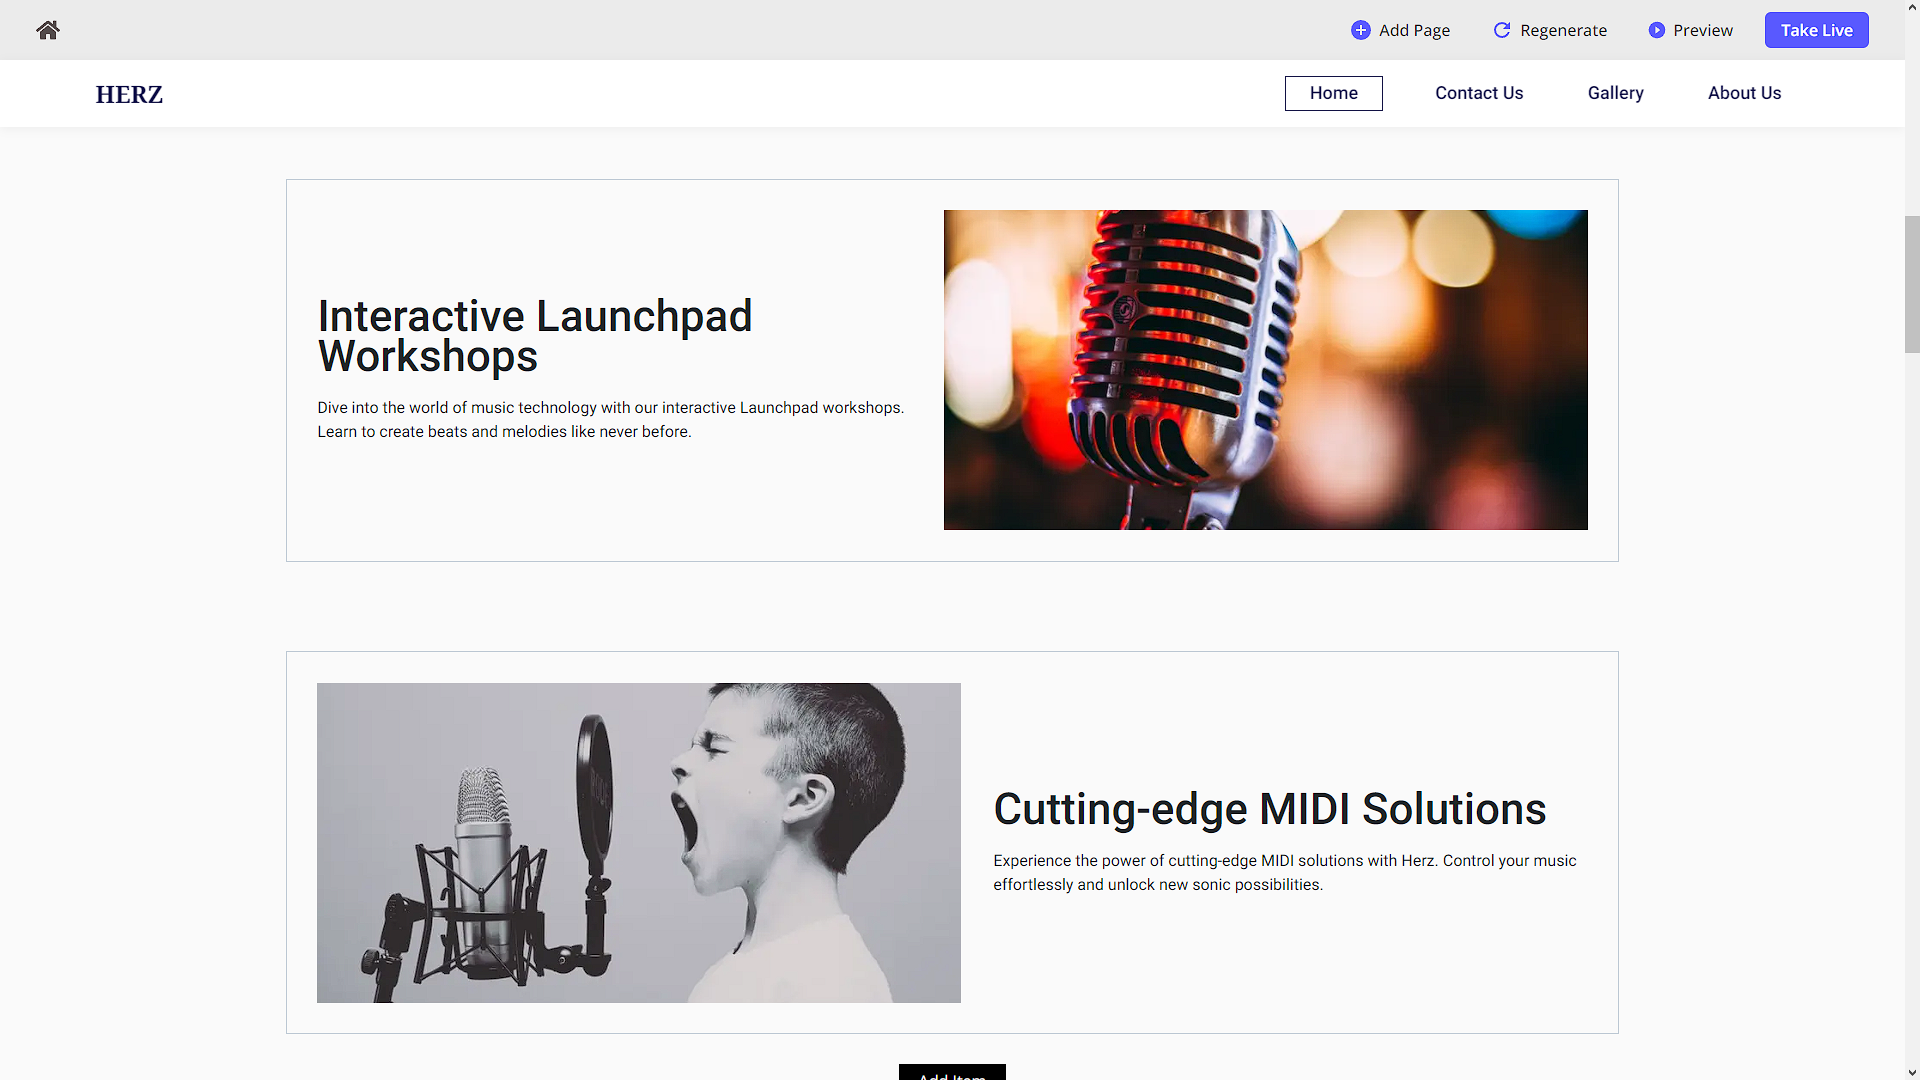 Add Page
Regenerate
Preview
Take Live
HERZ
Home
Contact Us
Gallery
About Us
Interactive Launchpad
Workshops
Dive into the world of music technology with our interactive Launchpad workshops.
Learn to create beats and melodies like never before.
Cutting-edge MIDI Solutions
Experience the power of cutting-edge MIDI solutions with Herz. Control your music
effortlessly and unlock new sonic possibilities.
Add Item